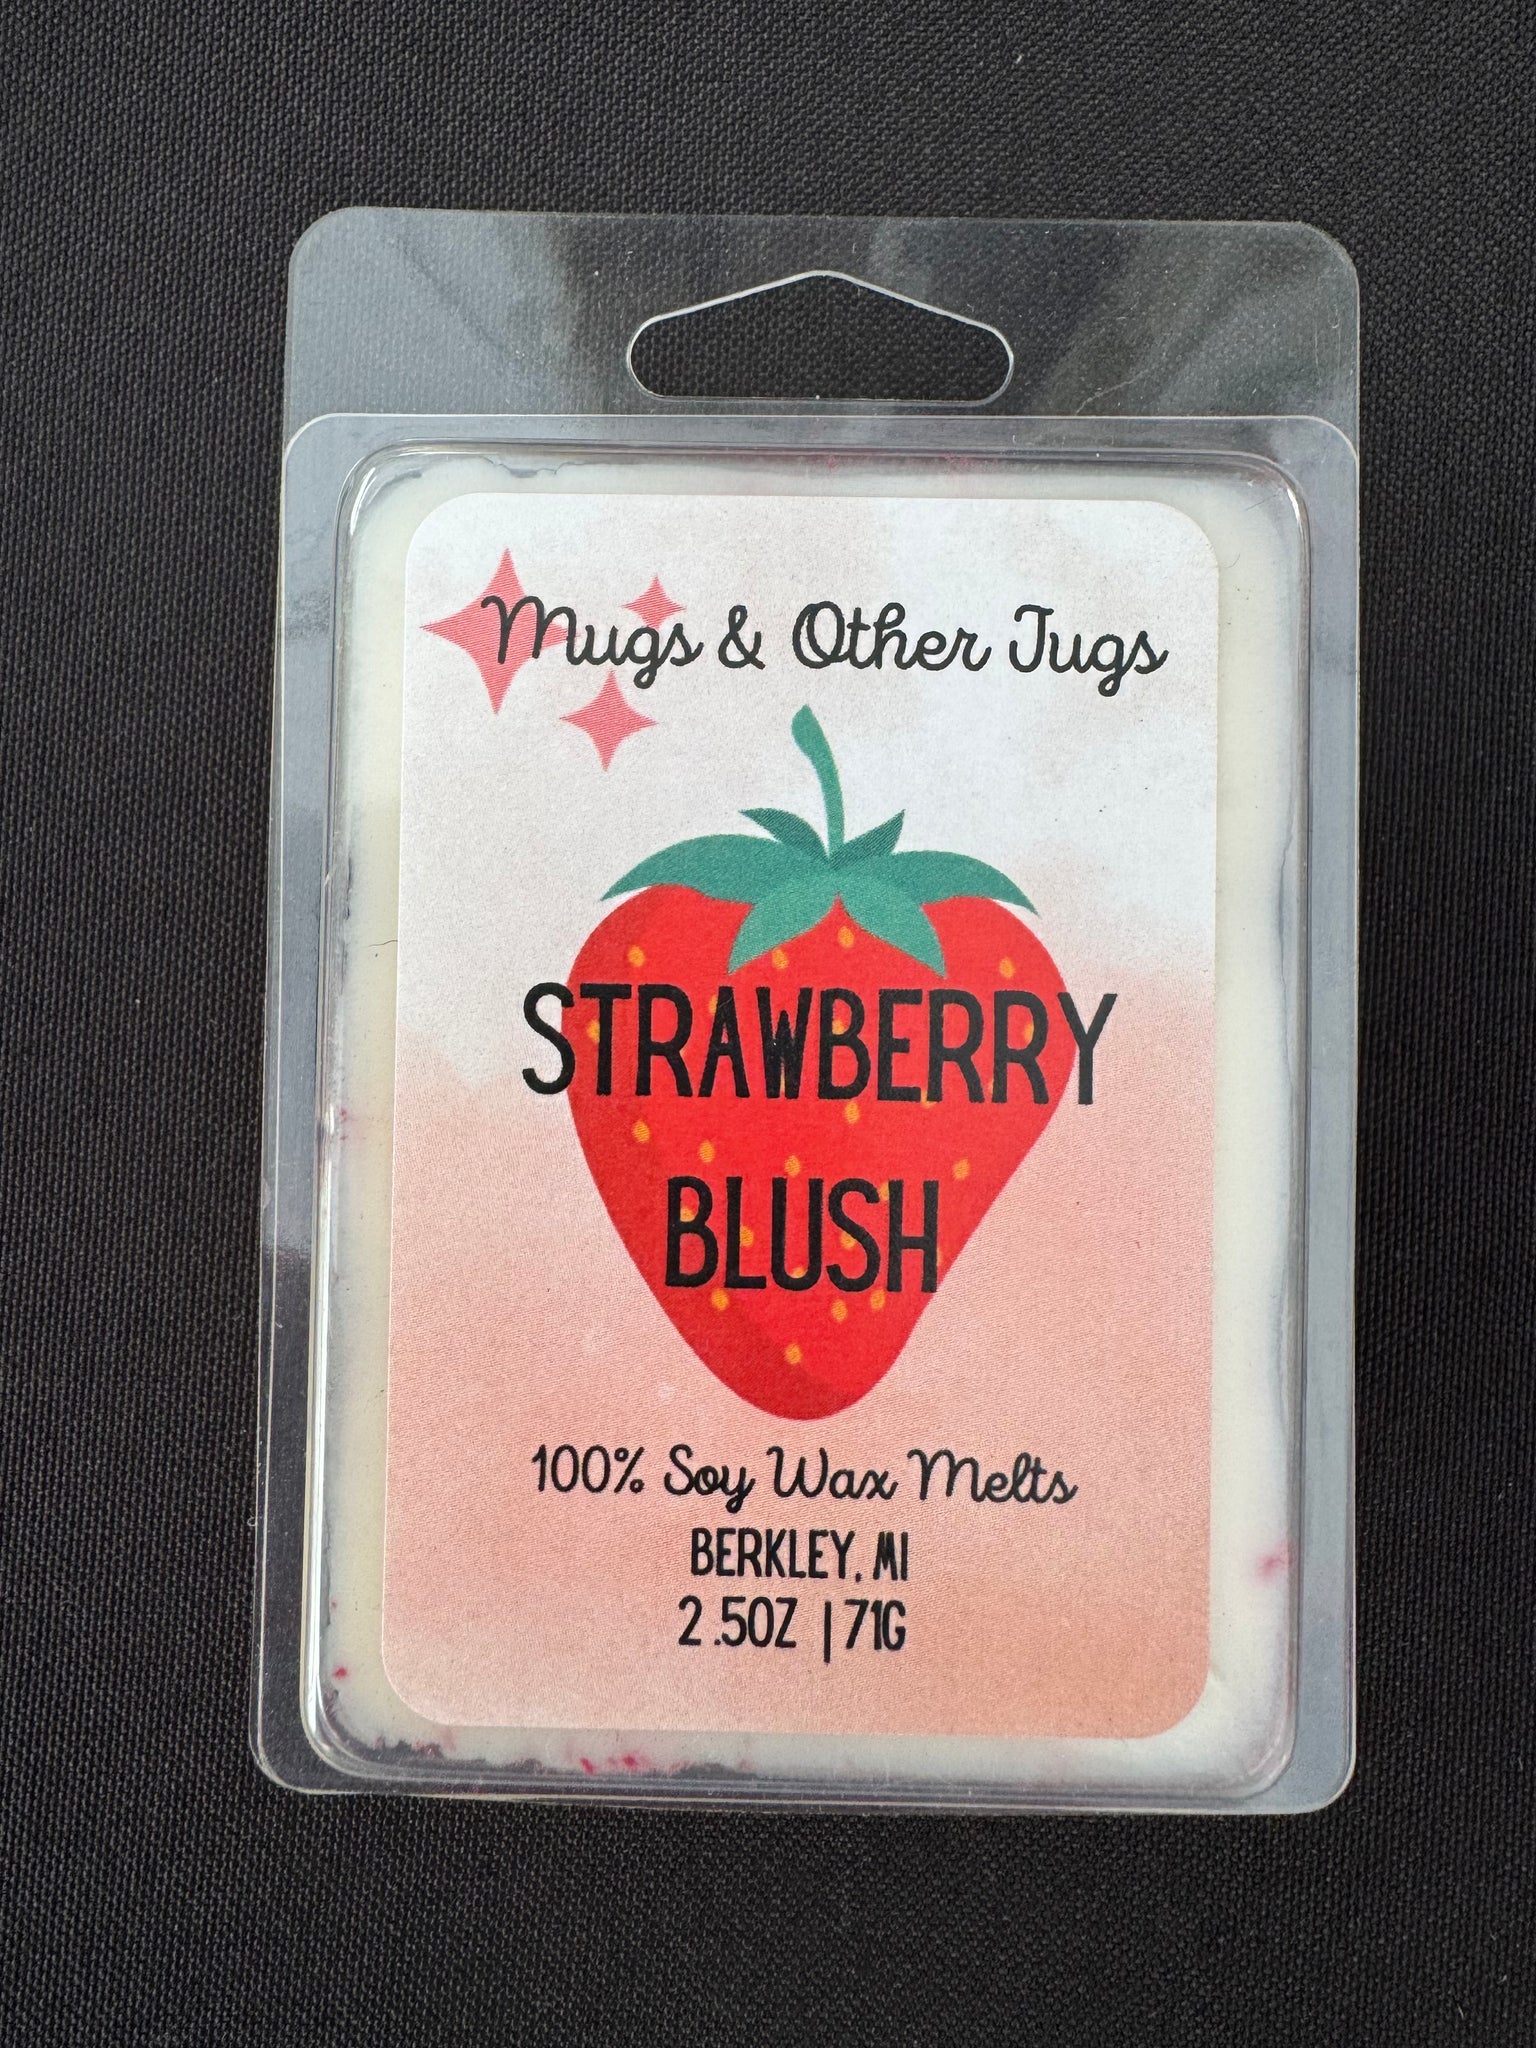 Mugs & Other Jugs
STRAWBERRY
BLUSH
100% Soy Wax Melts
BERKLEY, MI
2.5OZ | 71G